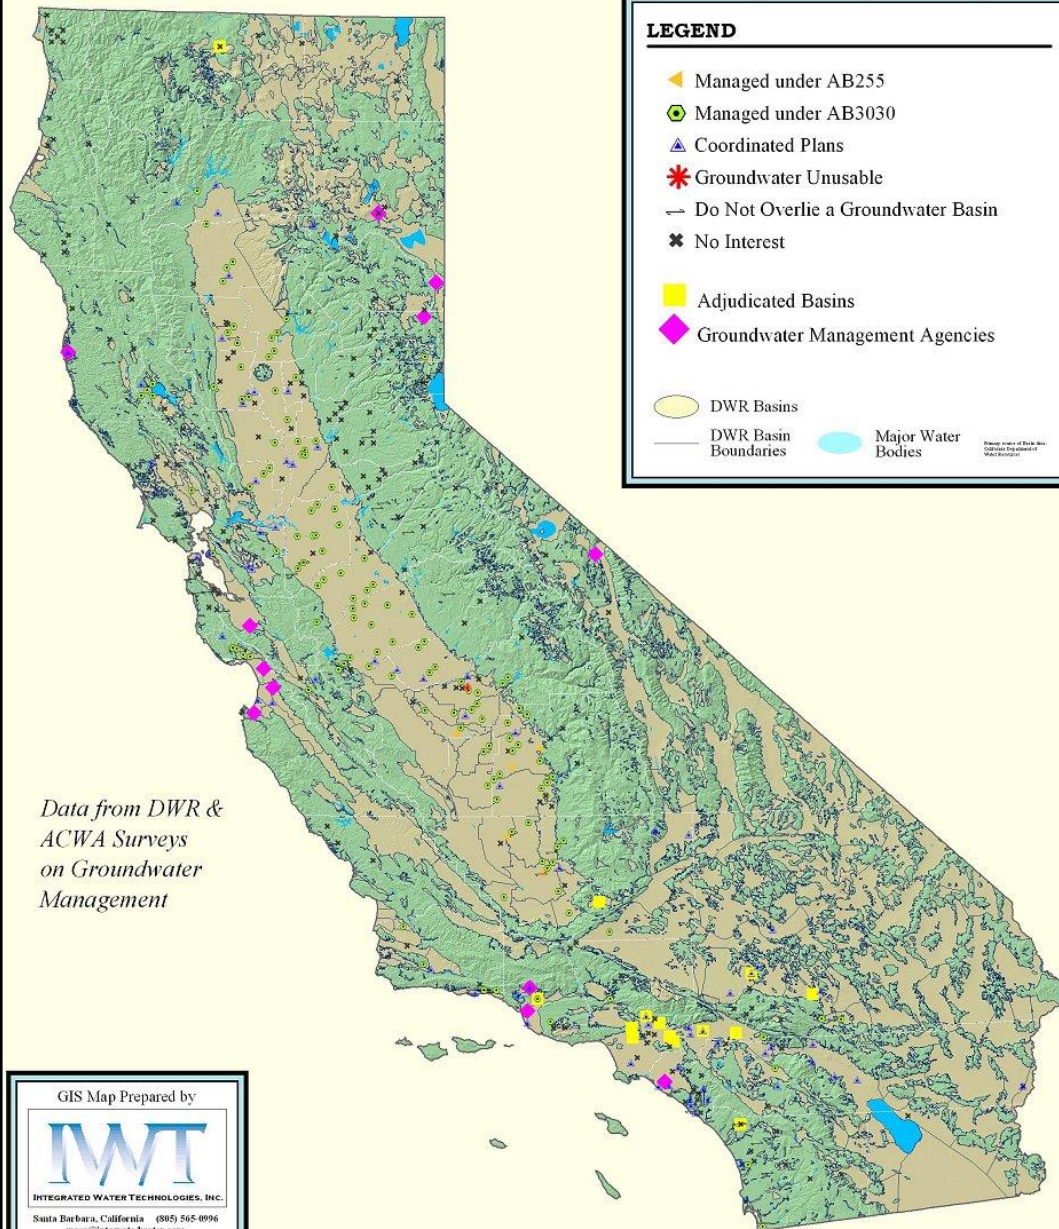 LEGEND
Managed under AB255
Managed under AB3030
Coordinated Plans
Groundwater Unusable
Do Not Overlie a Groundwater Basin
No Interest
Adjudicated Basins
Groundwater Management Agencies
DWR Basins
DWR Basin
Boundaries
Major Water
Bodies
Data from DWR &
ACWA Surveys
on Groundwater
Management
GIS Map Prepared by
IWT
INTEGRATED WATER TECHNOLOGIES, INC.
Santa Barbara, California (805) 565-0996